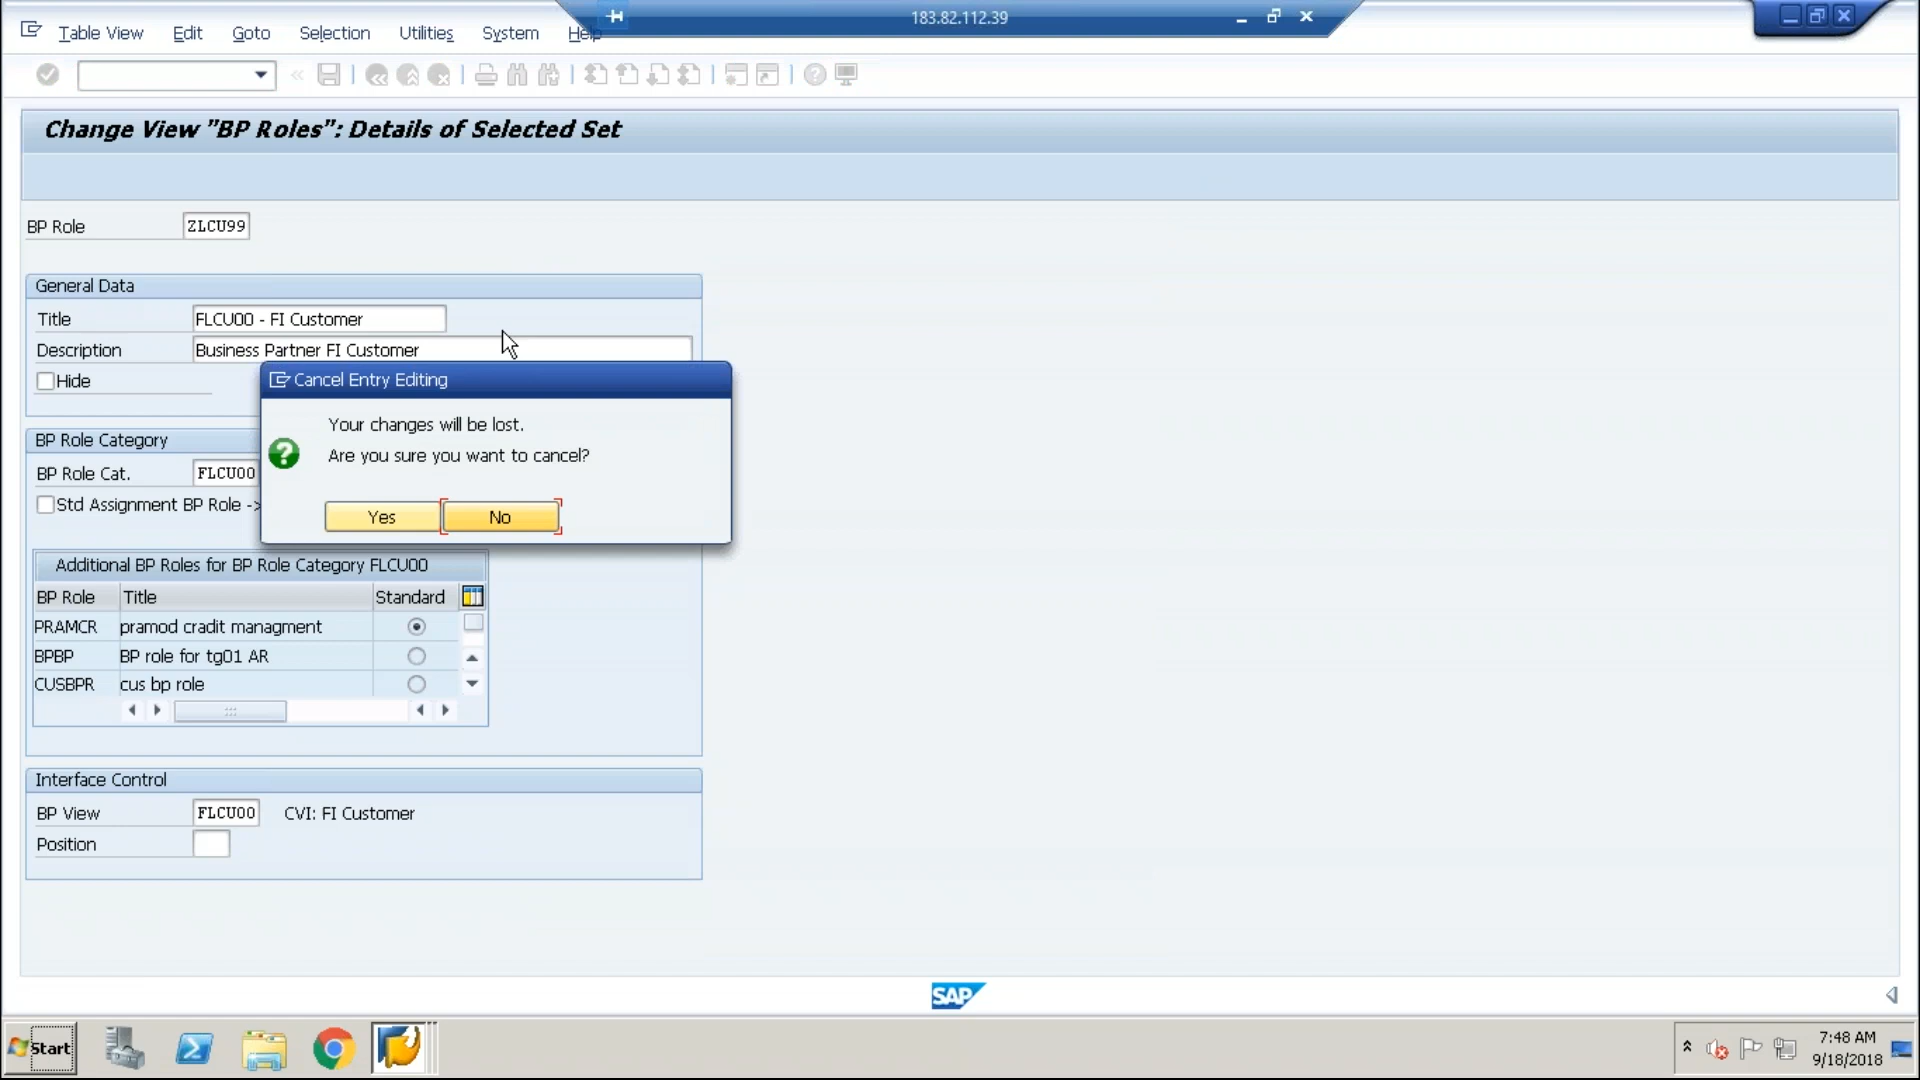 183.82.112.39
Table View Edit Goto Selection Utilities System Help
Change View "BP Roles": Details of Selected Set
BP Role ZLCU99
General Data
Title FLCU00 - FI Customer
Description Business Partner FI Customer
Hide
Cancel Entry Editing
Your changes will be lost.
Are you sure you want to cancel?
Yes No
BP Role Category
BP Role Cat. FLCU00
Std Assignment BP Role ->
Additional BP Roles for BP Role Category FLCU00
BP Role Title Standard
PRAMCR pramod cradit managment
BPBP BP role for tg01 AR
CUSBPR cus bp role
Interface Control
BP View FLCU00 CVI: FI Customer
Position
SAP
Start
7:48 AM
9/18/2018